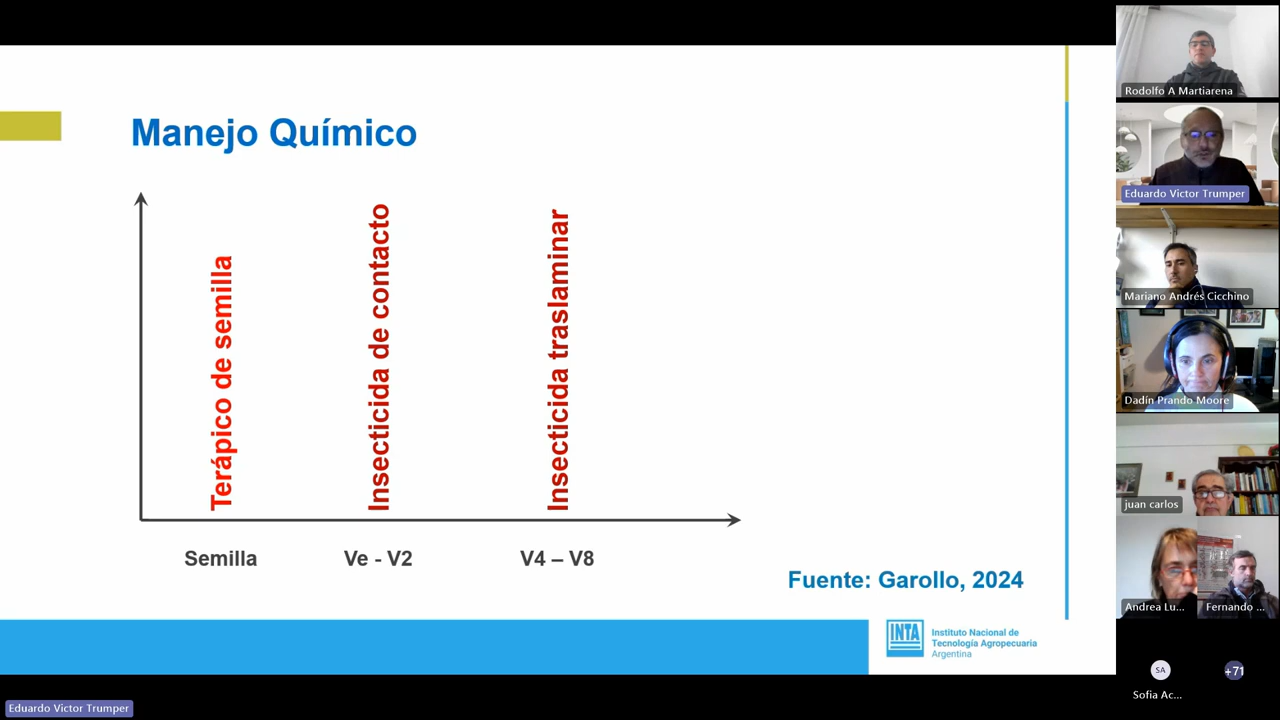 Manejo Químico
Terápico de semilla
Insecticida de contacto
Insecticida traslaminar
Semilla
Ve - V2
V4 – V8
Fuente: Garollo, 2024
INTA
Instituto Nacional de
Tecnología Agropecuaria
Argentina
Eduardo Victor Trumper
Rodolfo A Martiarena
Eduardo Victor Trumper
Mariano Andrés Cicchino
Dadín Prando Moore
juan carlos
Andrea Lu...
Fernando ...
SA
+71
Sofia Ac...